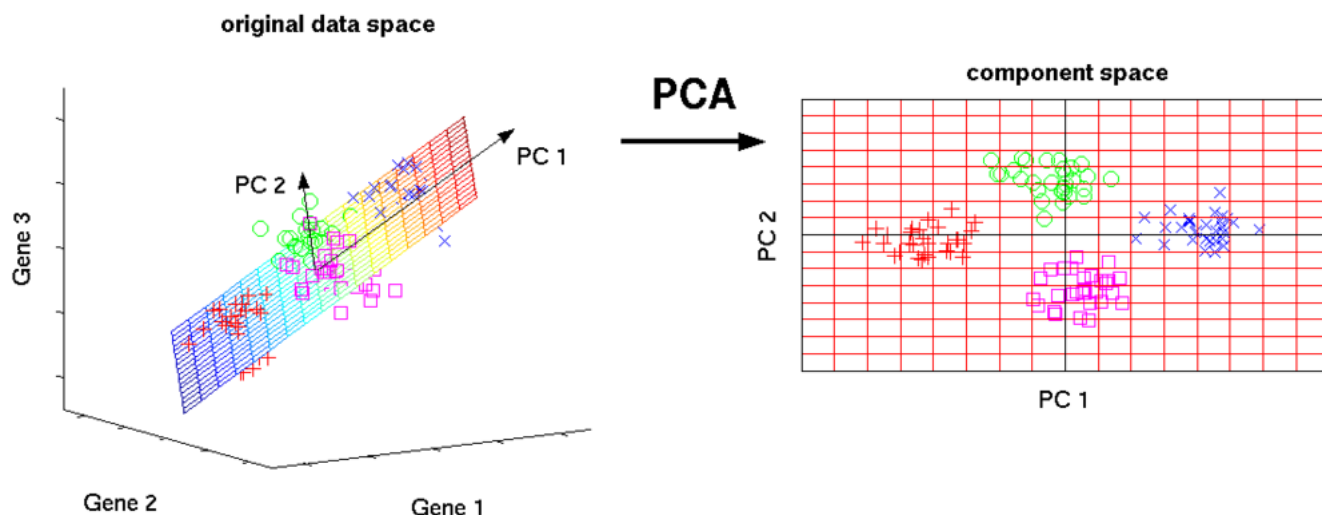 original data space
PCA
component space
PC 1
PC 2
Gene 3
PC 2
Gene 2
Gene 1
PC 1